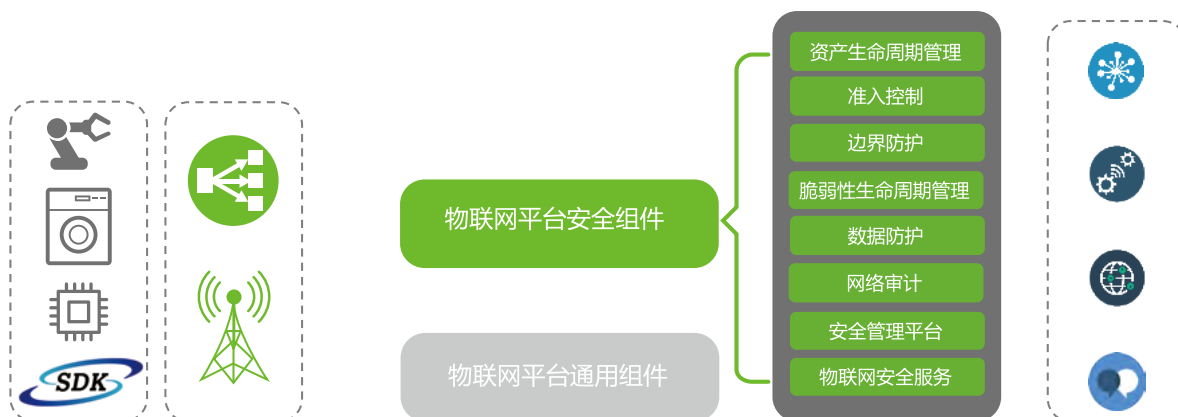 SDK
物联网平台安全组件
物联网平台通用组件
资产生命周期管理
准入控制
边界防护
脆弱性生命周期管理
数据防护
网络审计
安全管理平台
物联网安全服务